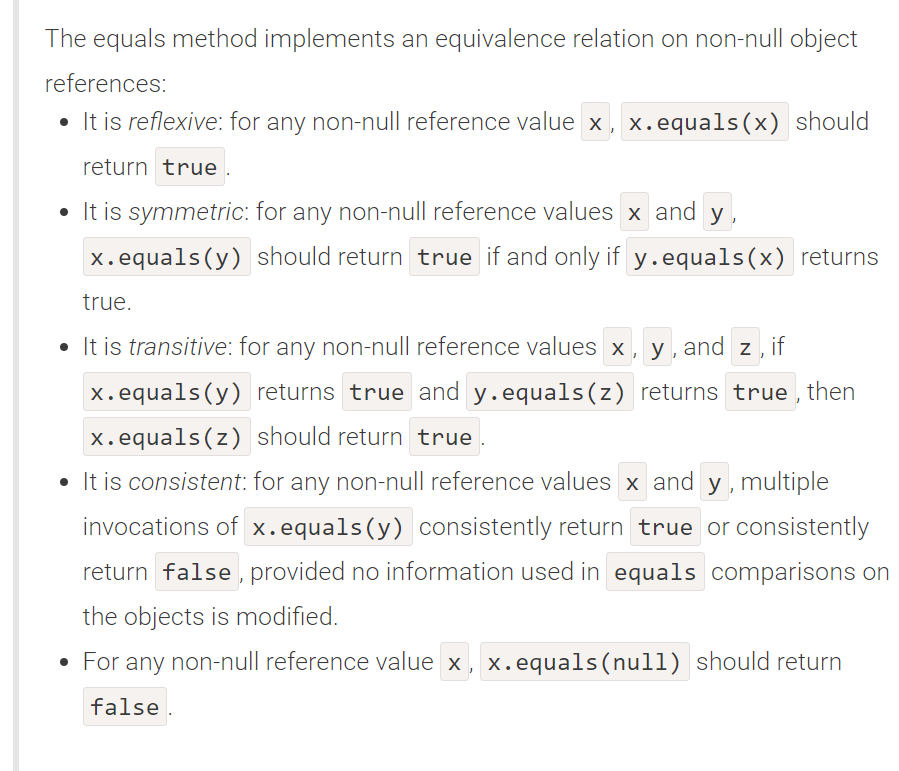 The equals method implements an equivalence relation on non-null object
references:
• It is reflexive: for any non-null reference value x, x.equals(x) should
return true.
• It is symmetric: for any non-null reference values x and y,
x.equals(y) should return true if and only if y.equals(x) returns
true.
• It is transitive: for any non-null reference values x, y, and z, if
x.equals(y) returns true and y.equals(z) returns true, then
x.equals(z) should return true.
• It is consistent: for any non-null reference values x and y, multiple
invocations of x.equals(y) consistently return true or consistently
return false, provided no information used in equals comparisons on
the objects is modified.
• For any non-null reference value x, x.equals(null) should return
false.